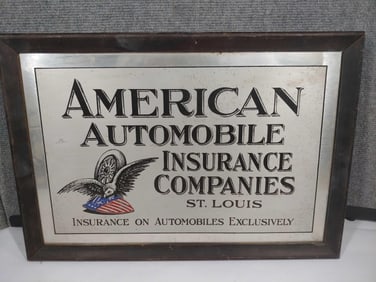 AMERICAN
AUTOMOBILE
INSURANCE
COMPANIES
ST. LOUIS
INSURANCE ON AUTOMOBILES EXCLUSIVELY